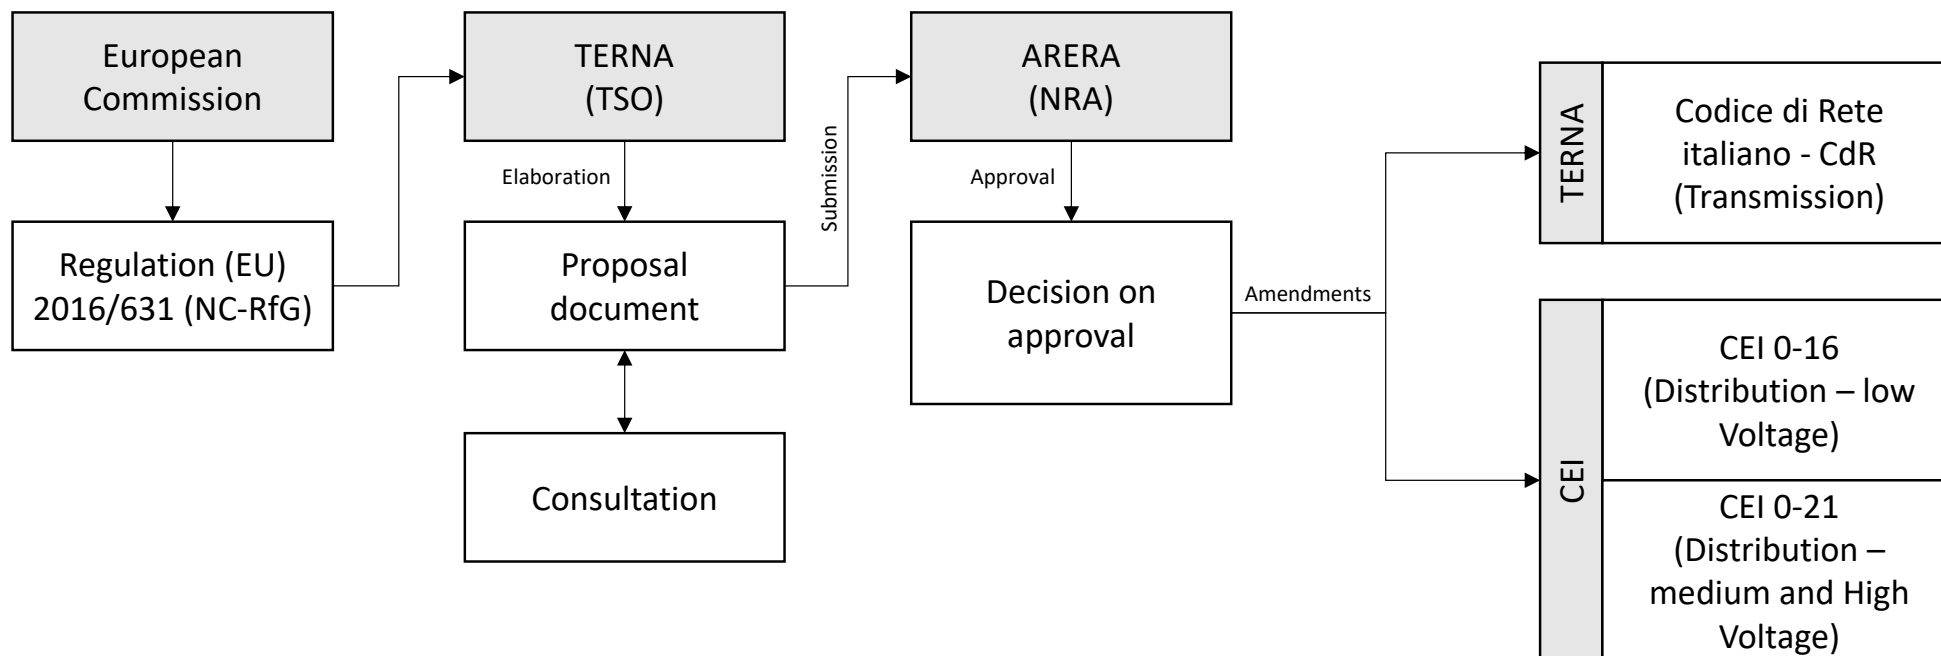 European
Commission
Regulation (EU)
2016/631 (NC-RfG)
TERNA
(TSO)
Elaboration
Proposal
document
Consultation
Submission
ARERA
(NRA)
Approval
Decision on
approval
Amendments
TERNA
Codice di Rete
italiano - CdR
(Transmission)
CEI
CEI 0-16
(Distribution – low
Voltage)
CEI 0-21
(Distribution –
medium and High
Voltage)